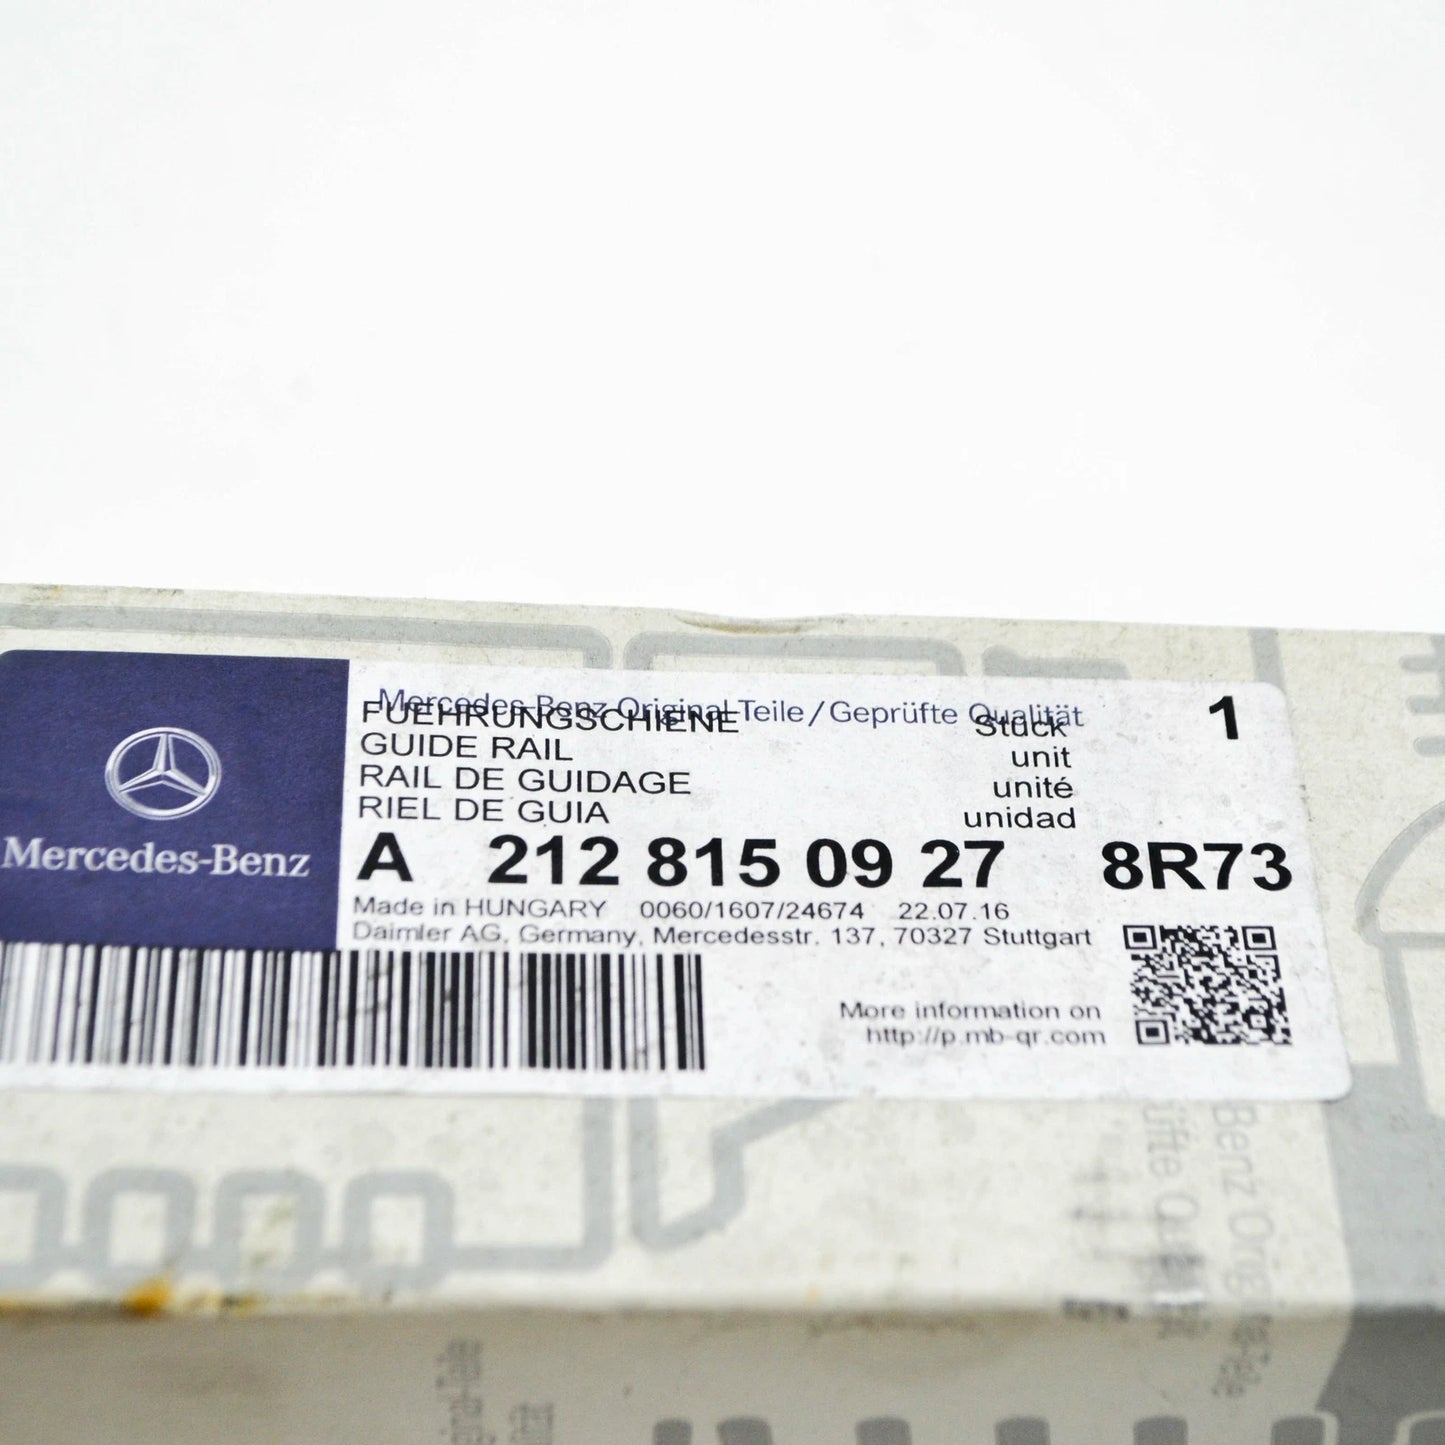 Mercedes-Benz Original Teile/Geprüfte Qualität
FUEHRUNGSCHIENE Stück 1
GUIDE RAIL unit
RAIL DE GUIDAGE unité
RIEL DE GUIA unidad
Mercedes-Benz
A 212 815 09 27 8R73
Made in HUNGARY 0060/1607/24674 22.07.16
Daimler AG, Germany, Mercedesstr. 137, 70327 Stuttgart
More information on
http://p.mb-qr.com